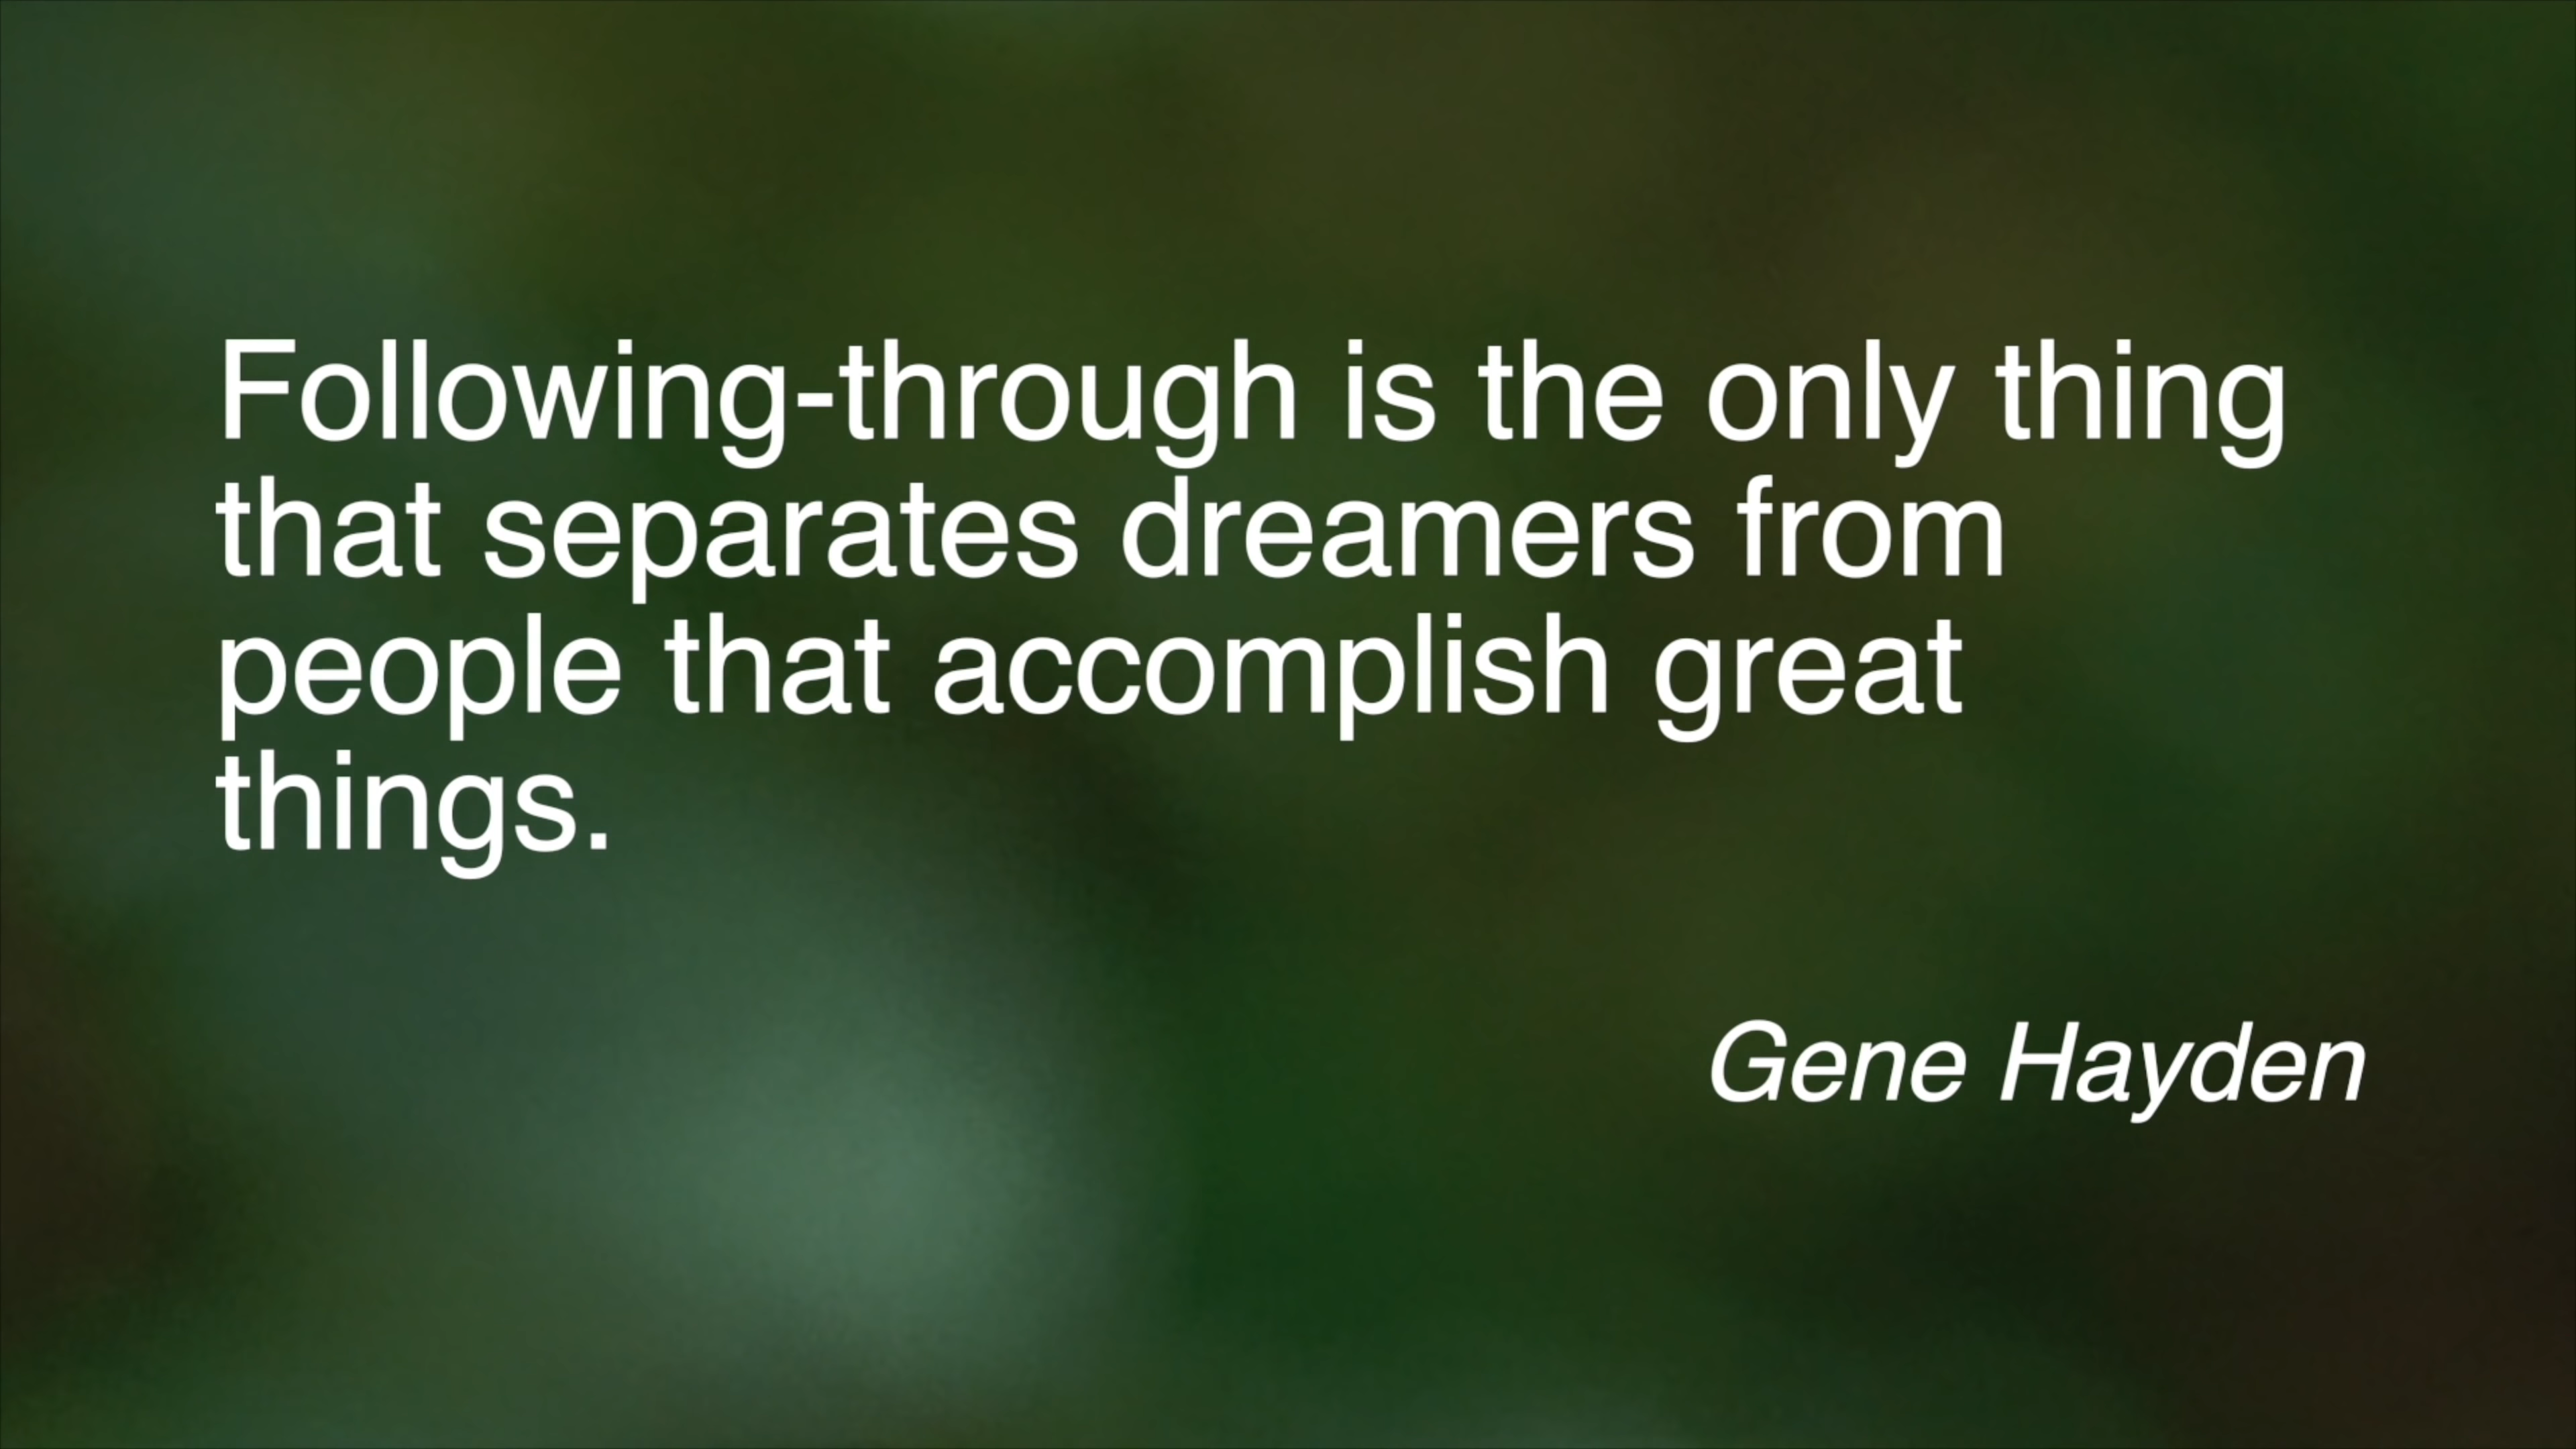 Following-through is the only thing
that separates dreamers from
people that accomplish great
things.
Gene Hayden